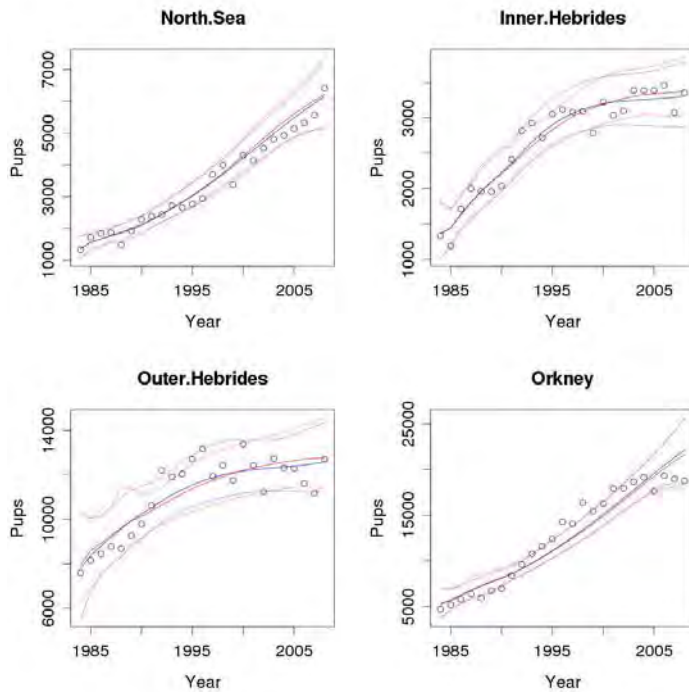 North.Sea
Pups
7000
5000
3000
1000
1985
1995
2005
Year
Inner.Hebrides
Pups
3000
2000
1000
1985
1995
2005
Year
Outer.Hebrides
Pups
14000
10000
6000
1985
1995
2005
Year
Orkney
Pups
25000
15000
5000
1985
1995
2005
Year